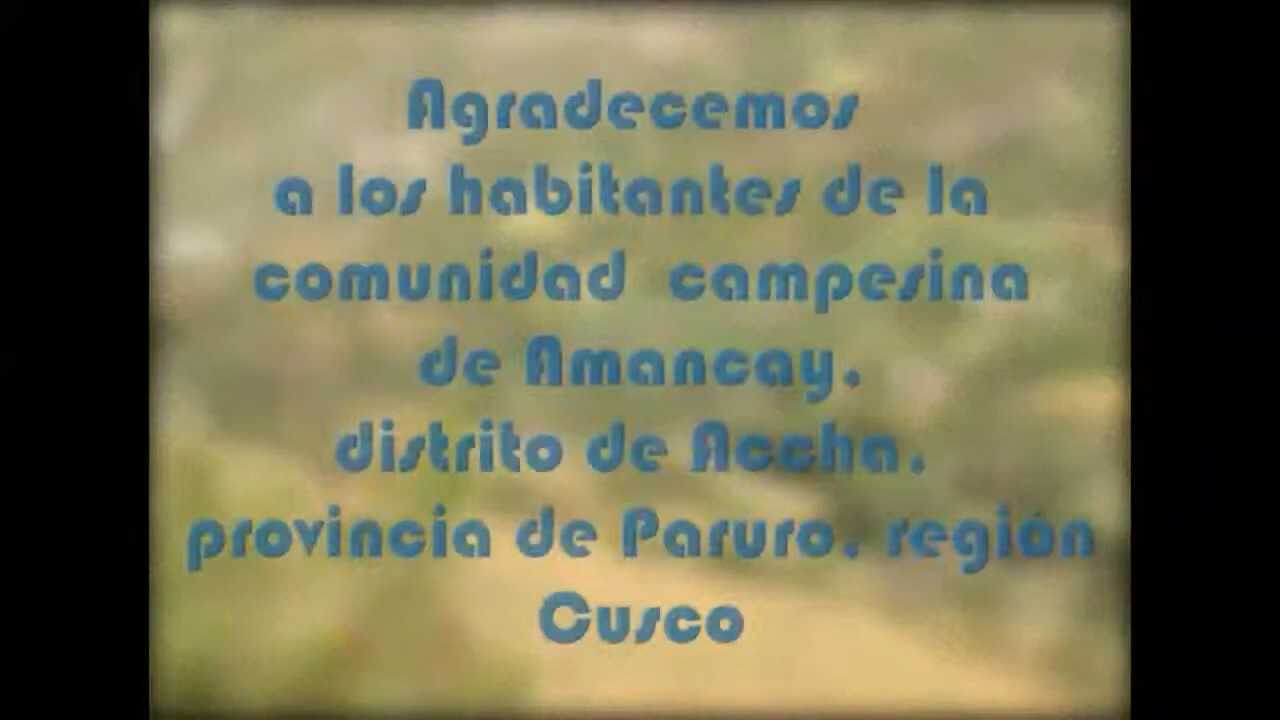 Agradecemos
a los habitantes de la
comunidad campesina
de Amancay,
distrito de Accha,
provincia de Paruro, región
Cusco